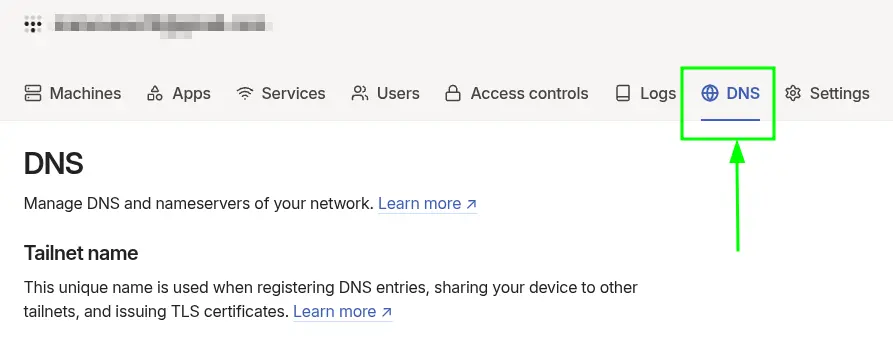 Machines Apps Services Users Access controls Logs DNS Settings
DNS
Manage DNS and nameservers of your network. Learn more ↗
Tailnet name
This unique name is used when registering DNS entries, sharing your device to other
tailnets, and issuing TLS certificates. Learn more ↗